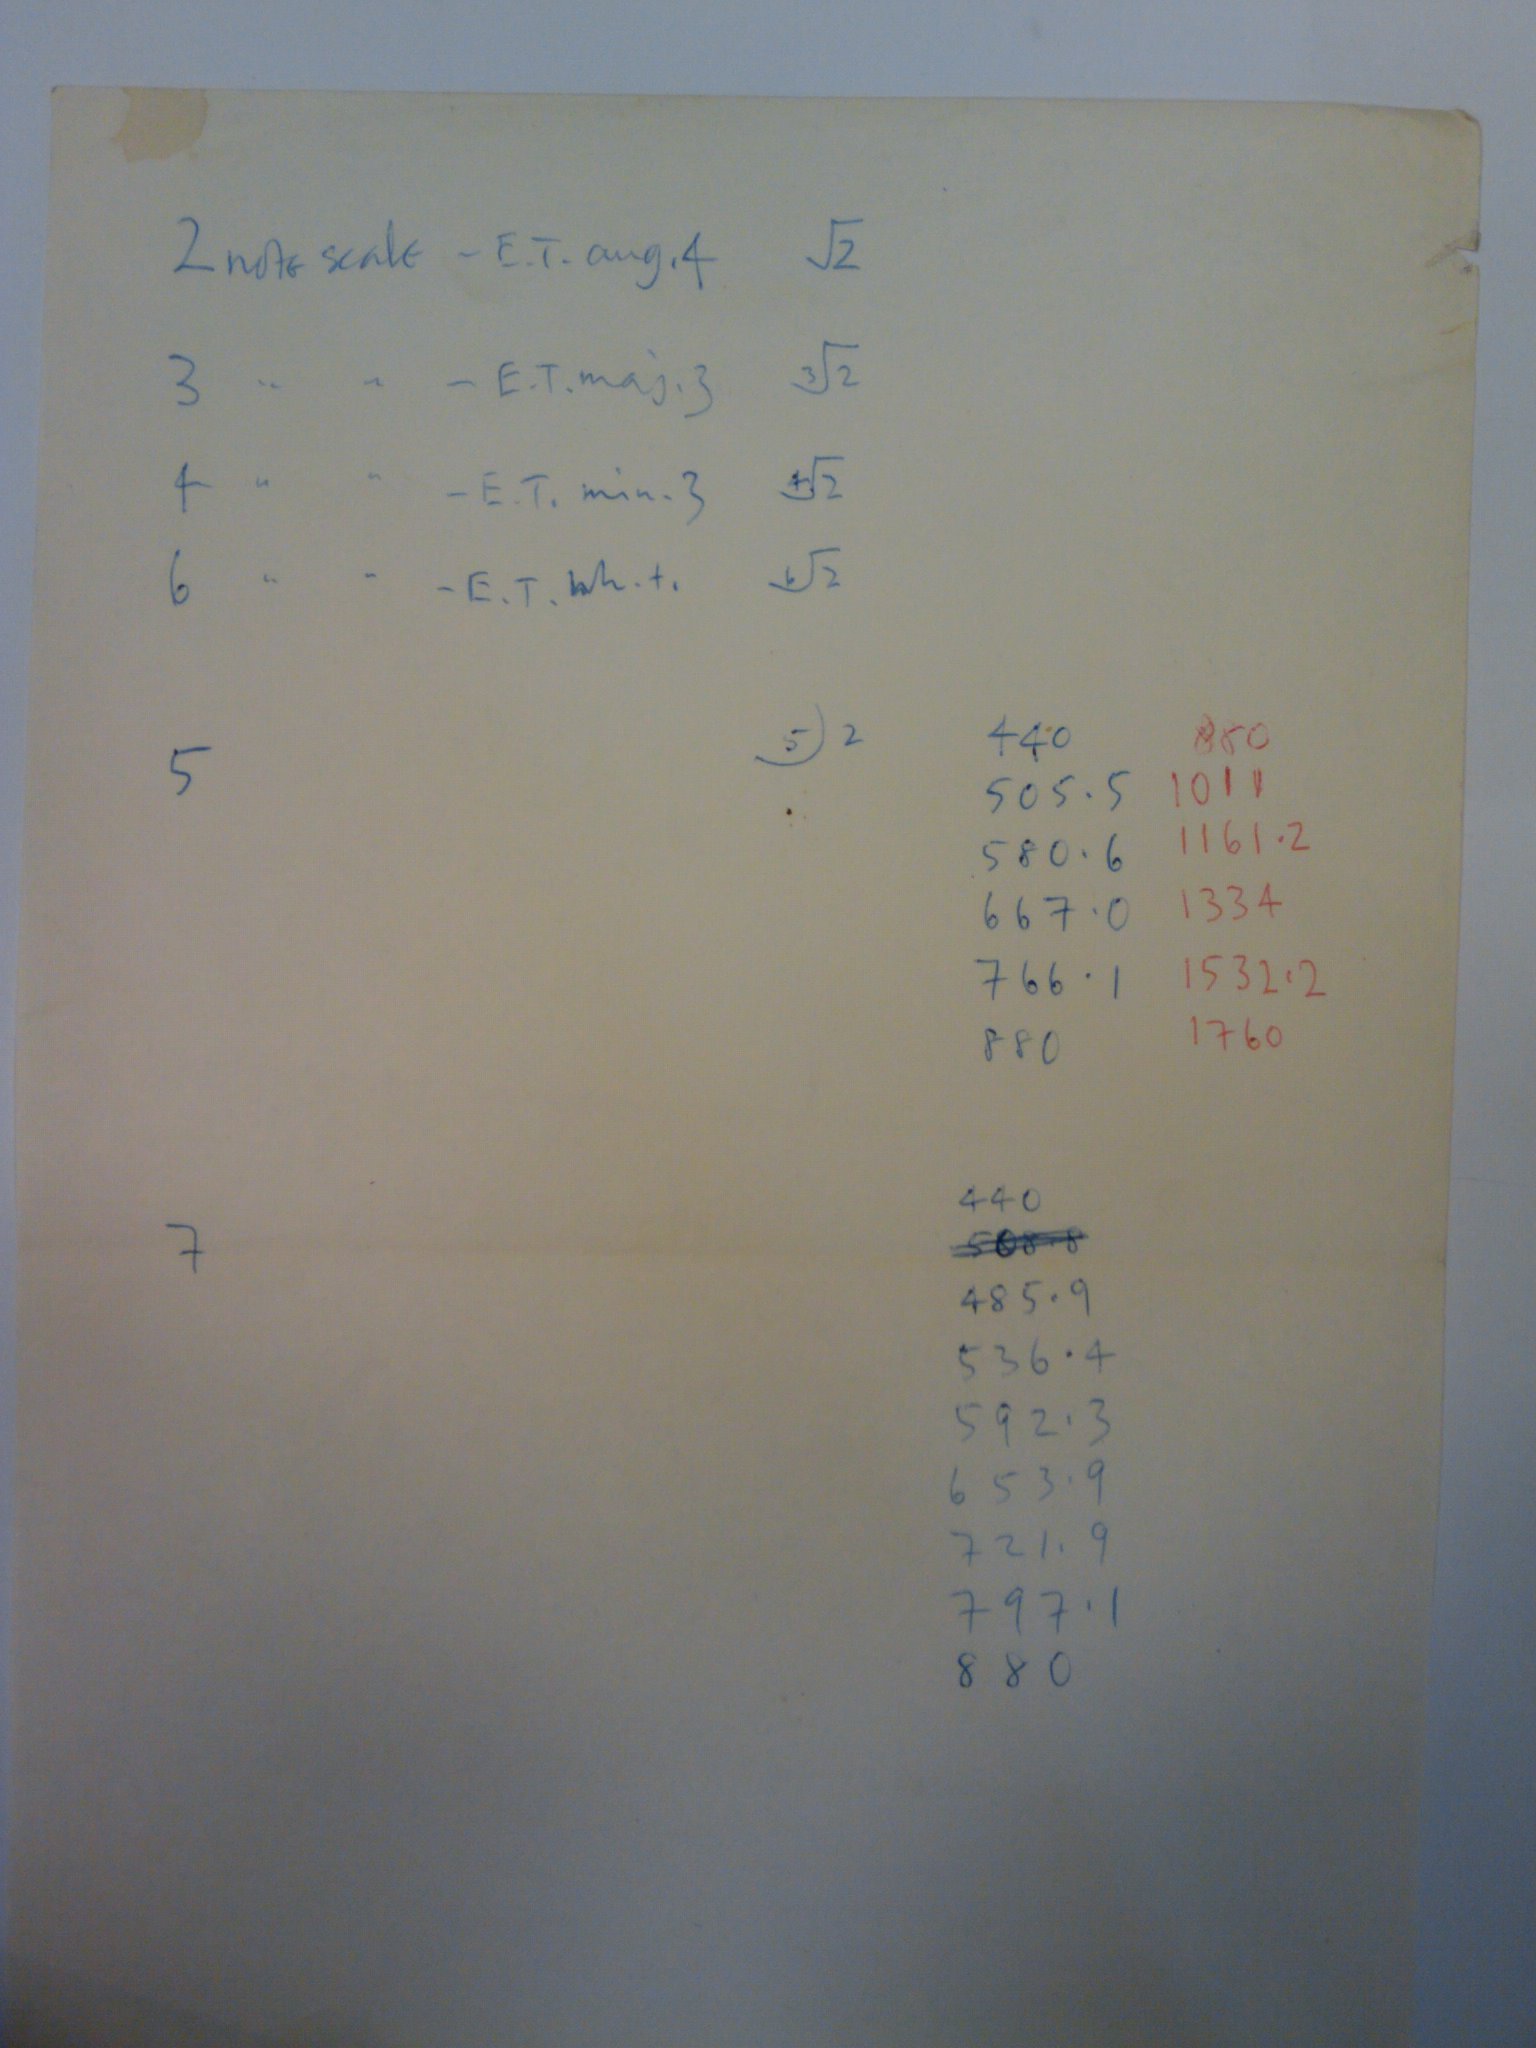 2 note scale - E.T. aug. 4 √2
3 " " - E.T. maj. 3 3√2
4 " " - E.T. min. 3 4√2
6 " " - E.T. wh. t. 6√2
5 5)2 440 880
505.5 1011
580.6 1161.2
667.0 1334
766.1 1532.2
880 1760
7 440
485.9
536.4
592.3
653.9
721.9
797.1
880